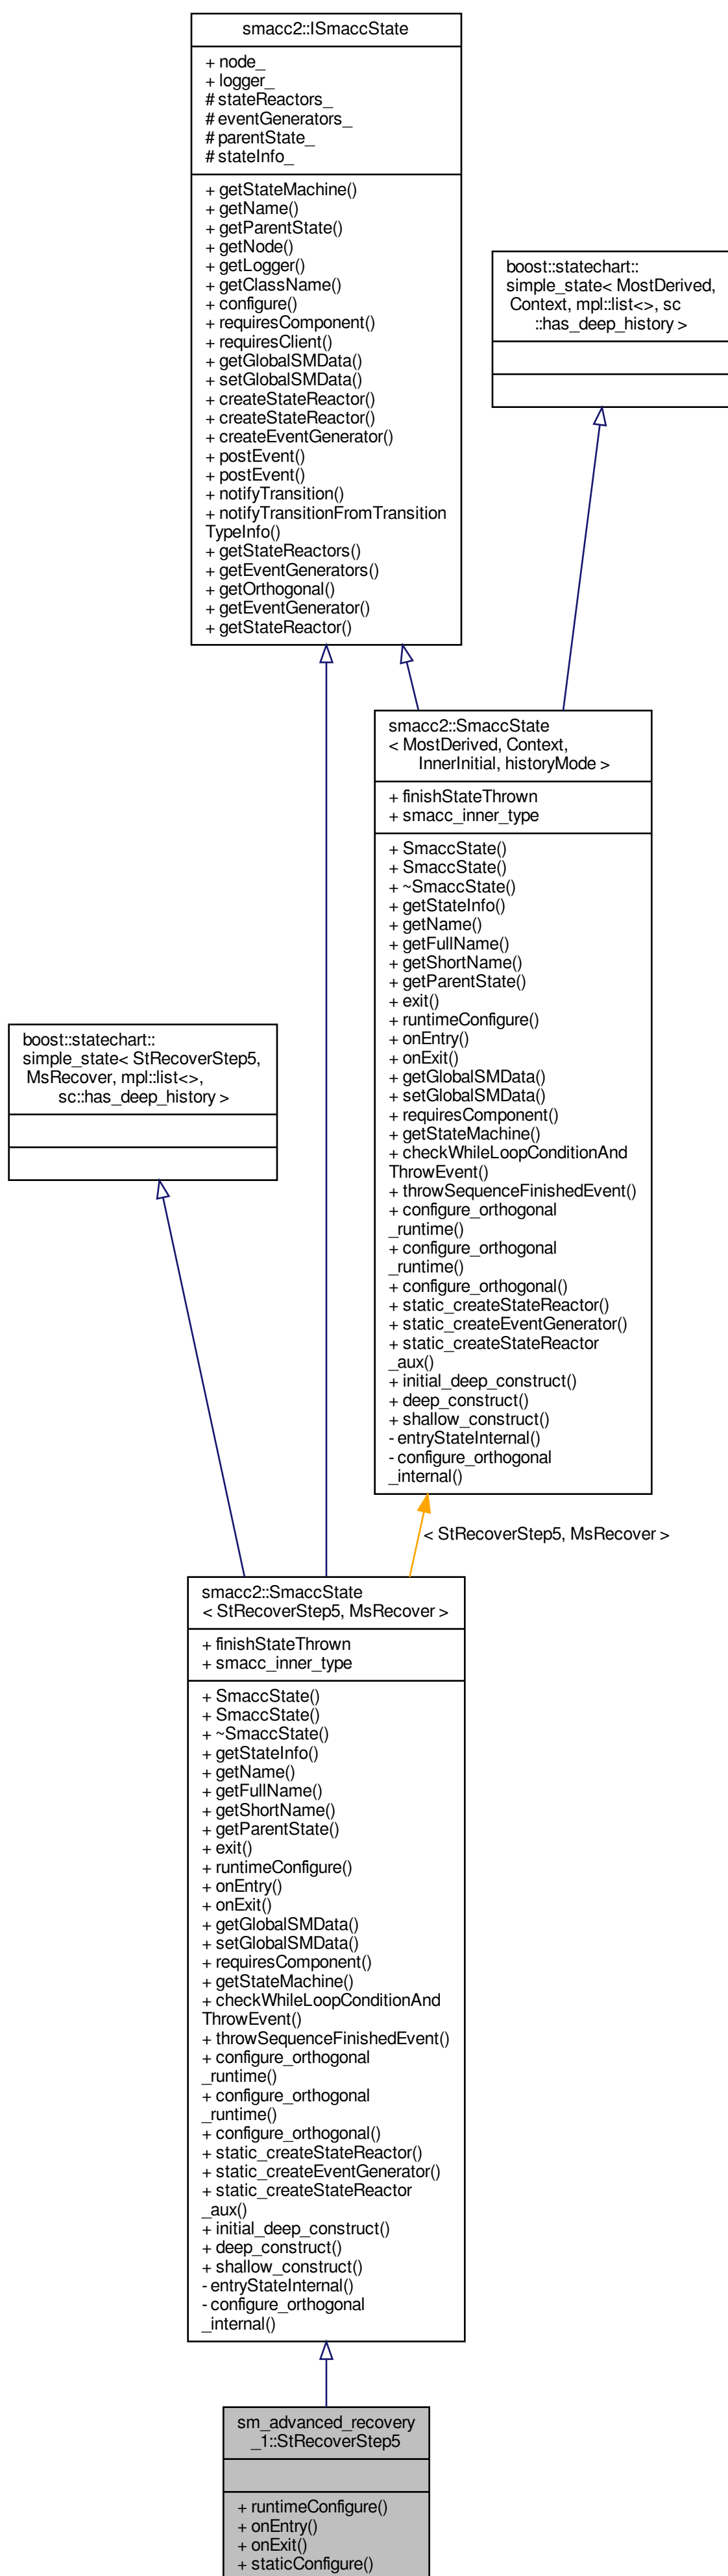 smacc2::ISmaccState
+ node_
+ logger_
# stateReactors_
# eventGenerators_
# parentState_
# stateInfo_
+ getStateMachine()
+ getName()
+ getParentState()
+ getNode()
+ getLogger()
+ getClassName()
+ configure()
+ requiresComponent()
+ requiresClient()
+ getGlobalSMData()
+ setGlobalSMData()
+ createStateReactor()
+ createStateReactor()
+ createEventGenerator()
+ postEvent()
+ postEvent()
+ notifyTransition()
+ notifyTransitionFromTransition
TypeInfo()
+ getStateReactors()
+ getEventGenerators()
+ getOrthogonal()
+ getEventGenerator()
+ getStateReactor()
boost::statechart::
simple_state< MostDerived,
Context, mpl::list<>, sc
::has_deep_history >
smacc2::SmaccState
< MostDerived, Context,
InnerInitial, historyMode >
+ finishStateThrown
+ smacc_inner_type
+ SmaccState()
+ SmaccState()
+ ~SmaccState()
+ getStateInfo()
+ getName()
+ getFullName()
+ getShortName()
+ getParentState()
+ exit()
+ runtimeConfigure()
+ onEntry()
+ onExit()
+ getGlobalSMData()
+ setGlobalSMData()
+ requiresComponent()
+ getStateMachine()
+ checkWhileLoopConditionAnd
ThrowEvent()
+ throwSequenceFinishedEvent()
+ configure_orthogonal
_runtime()
+ configure_orthogonal
_runtime()
+ configure_orthogonal()
+ static_createStateReactor()
+ static_createEventGenerator()
+ static_createStateReactor
_aux()
+ initial_deep_construct()
+ deep_construct()
+ shallow_construct()
- entryStateInternal()
- configure_orthogonal
_internal()
boost::statechart::
simple_state< StRecoverStep5,
MsRecover, mpl::list<>,
sc::has_deep_history >
< StRecoverStep5, MsRecover >
smacc2::SmaccState
< StRecoverStep5, MsRecover >
+ finishStateThrown
+ smacc_inner_type
+ SmaccState()
+ SmaccState()
+ ~SmaccState()
+ getStateInfo()
+ getName()
+ getFullName()
+ getShortName()
+ getParentState()
+ exit()
+ runtimeConfigure()
+ onEntry()
+ onExit()
+ getGlobalSMData()
+ setGlobalSMData()
+ requiresComponent()
+ getStateMachine()
+ checkWhileLoopConditionAnd
ThrowEvent()
+ throwSequenceFinishedEvent()
+ configure_orthogonal
_runtime()
+ configure_orthogonal
_runtime()
+ configure_orthogonal()
+ static_createStateReactor()
+ static_createEventGenerator()
+ static_createStateReactor
_aux()
+ initial_deep_construct()
+ deep_construct()
+ shallow_construct()
- entryStateInternal()
- configure_orthogonal
_internal()
sm_advanced_recovery
_1::StRecoverStep5
+ runtimeConfigure()
+ onEntry()
+ onExit()
+ staticConfigure()